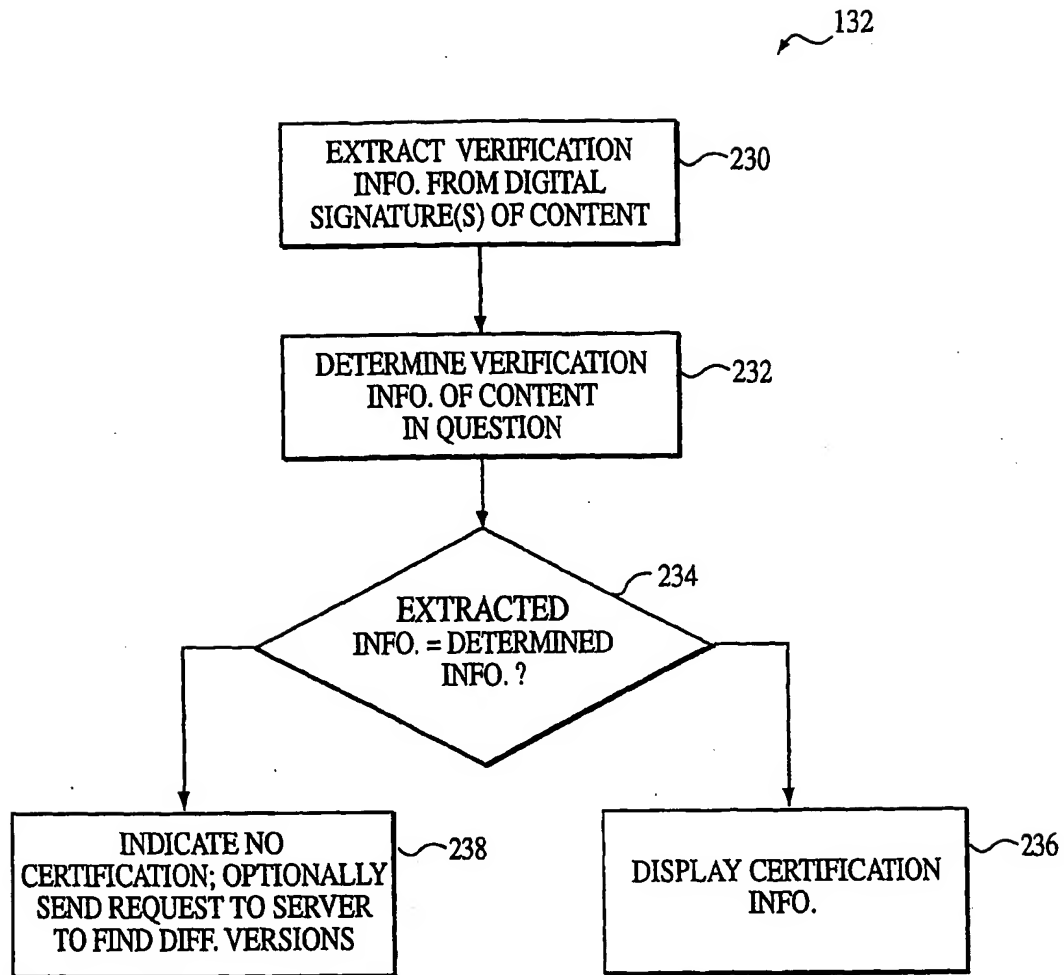 132
EXTRACT VERIFICATION
INFO. FROM DIGITAL
SIGNATURE(S) OF CONTENT
230
DETERMINE VERIFICATION
INFO. OF CONTENT
IN QUESTION
232
EXTRACTED
INFO. = DETERMINED
INFO. ?
234
INDICATE NO
CERTIFICATION; OPTIONALLY
SEND REQUEST TO SERVER
TO FIND DIFF. VERSIONS
238
DISPLAY CERTIFICATION
INFO.
236